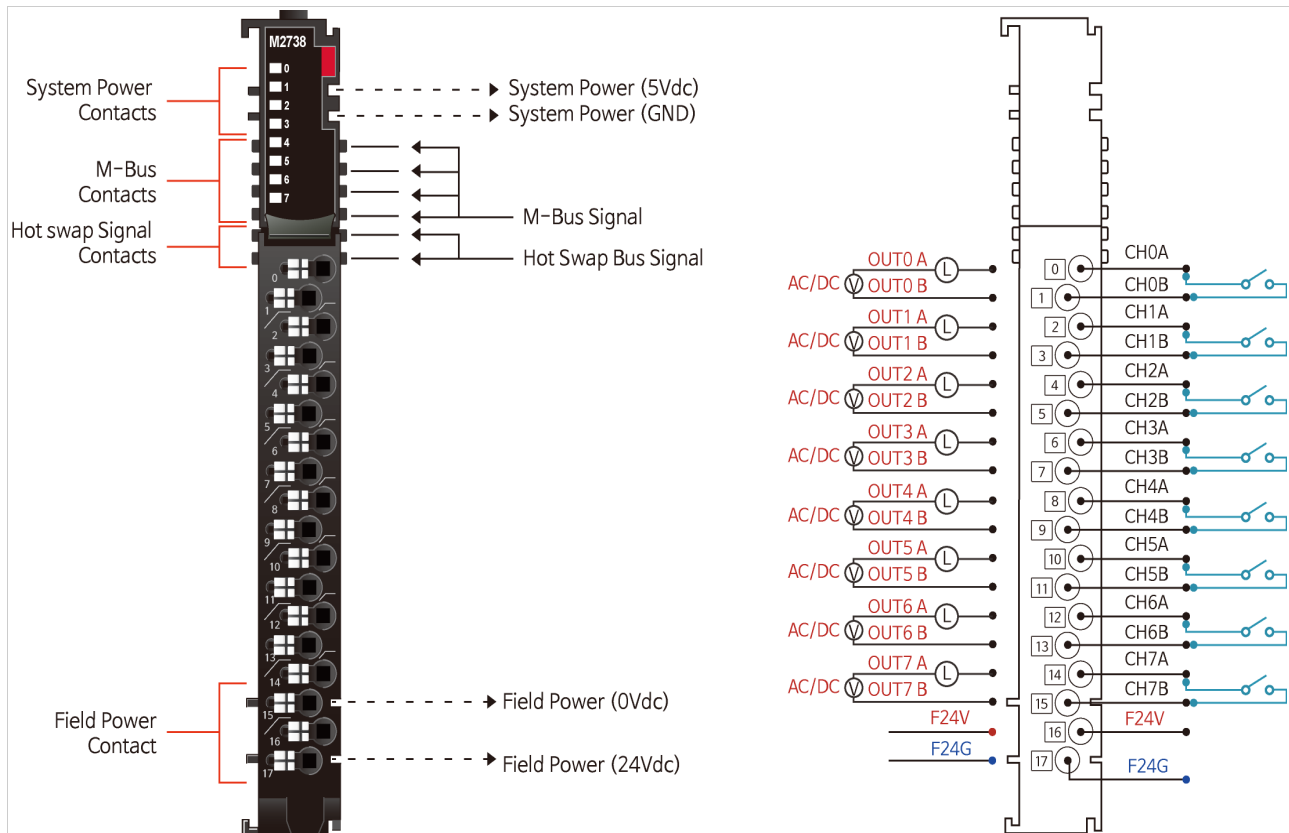 M2738
0
1
2
3
4
5
6
7
System Power
Contacts
M-Bus
Contacts
Hot swap Signal
Contacts
System Power (5Vdc)
System Power (GND)
M-Bus Signal
Hot Swap Bus Signal
0
1
2
3
4
5
6
7
8
9
10
11
12
13
14
15
16
17
Field Power
Contact
Field Power (0Vdc)
Field Power (24Vdc)
AC/DC V OUT0 A L
OUT0 B
AC/DC V OUT1 A L
OUT1 B
AC/DC V OUT2 A L
OUT2 B
AC/DC V OUT3 A L
OUT3 B
AC/DC V OUT4 A L
OUT4 B
AC/DC V OUT5 A L
OUT5 B
AC/DC V OUT6 A L
OUT6 B
AC/DC V OUT7 A L
OUT7 B
F24V
F24G
0 CH0A
1 CH0B
2 CH1A
3 CH1B
4 CH2A
5 CH2B
6 CH3A
7 CH3B
8 CH4A
9 CH4B
10 CH5A
11 CH5B
12 CH6A
13 CH6B
14 CH7A
15 CH7B
16 F24V
17 F24G